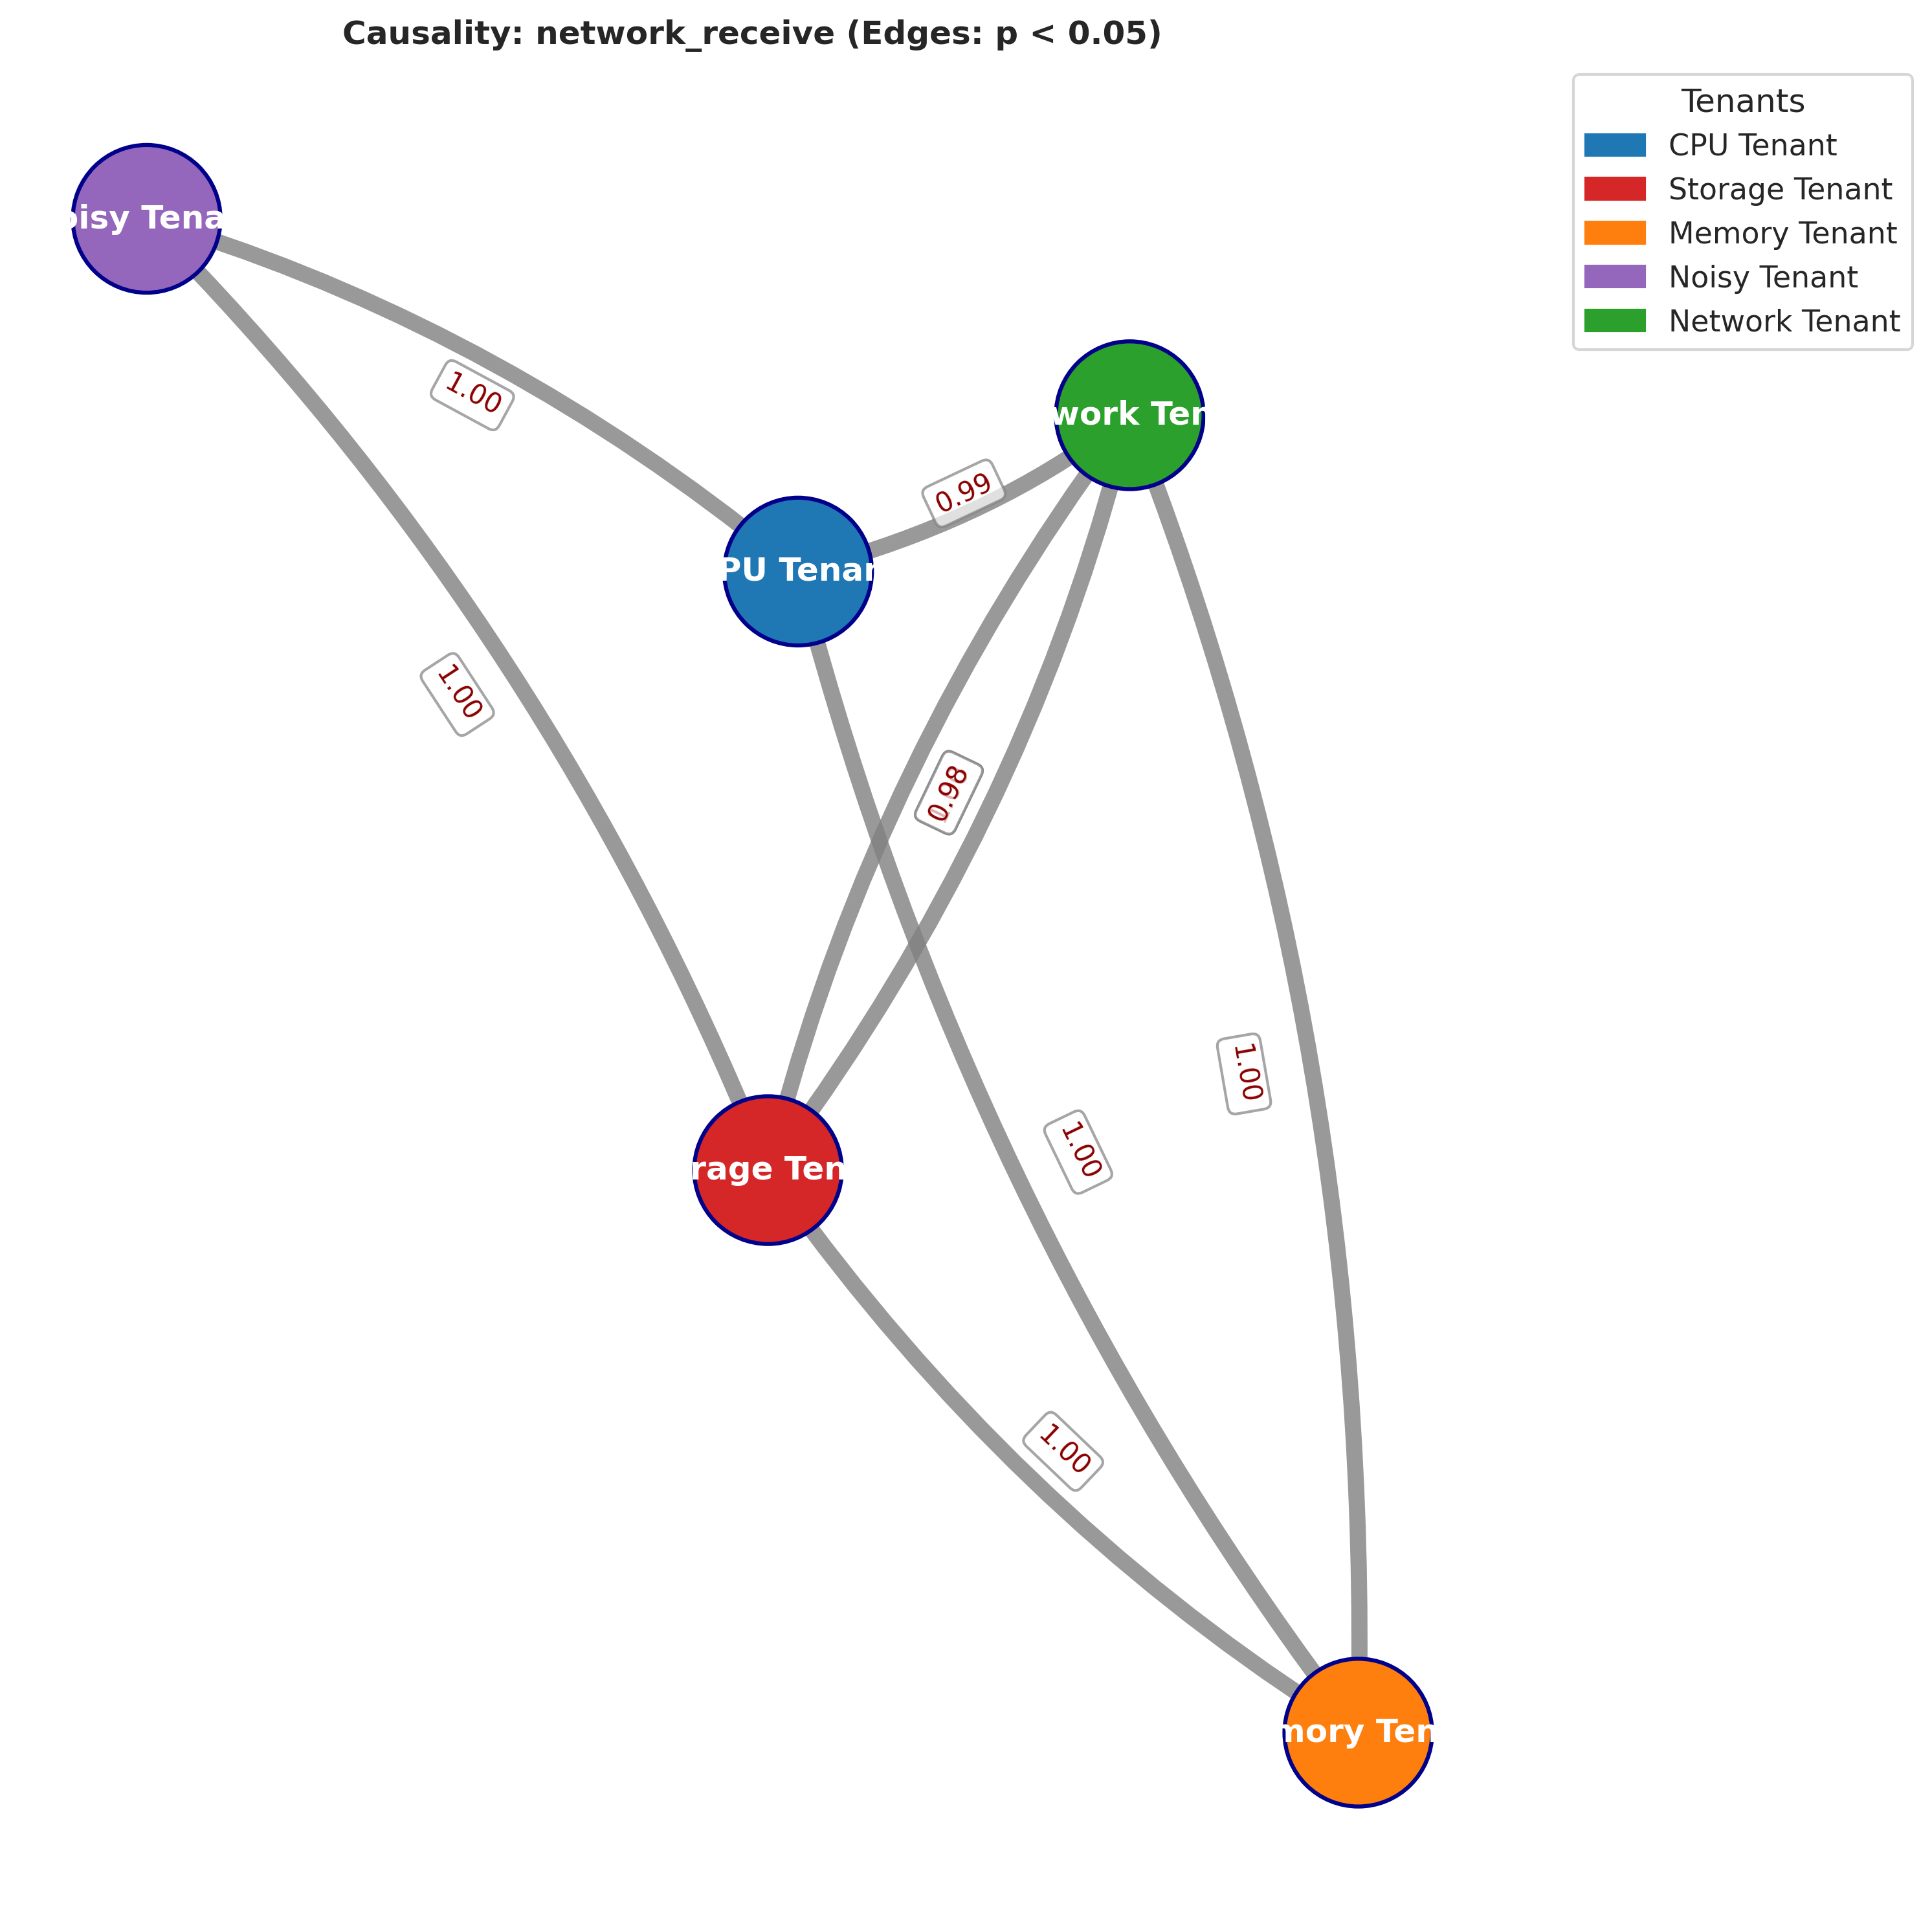 Causality: network_receive (Edges: p < 0.05)
Tenants
CPU Tenant
Storage Tenant
Memory Tenant
Noisy Tenant
Network Tenant
oisy Tena
work Ten
PU Tenan
rage Ten
mory Ten
1.00
0.99
1.00
0.98
1.00
1.00
1.00